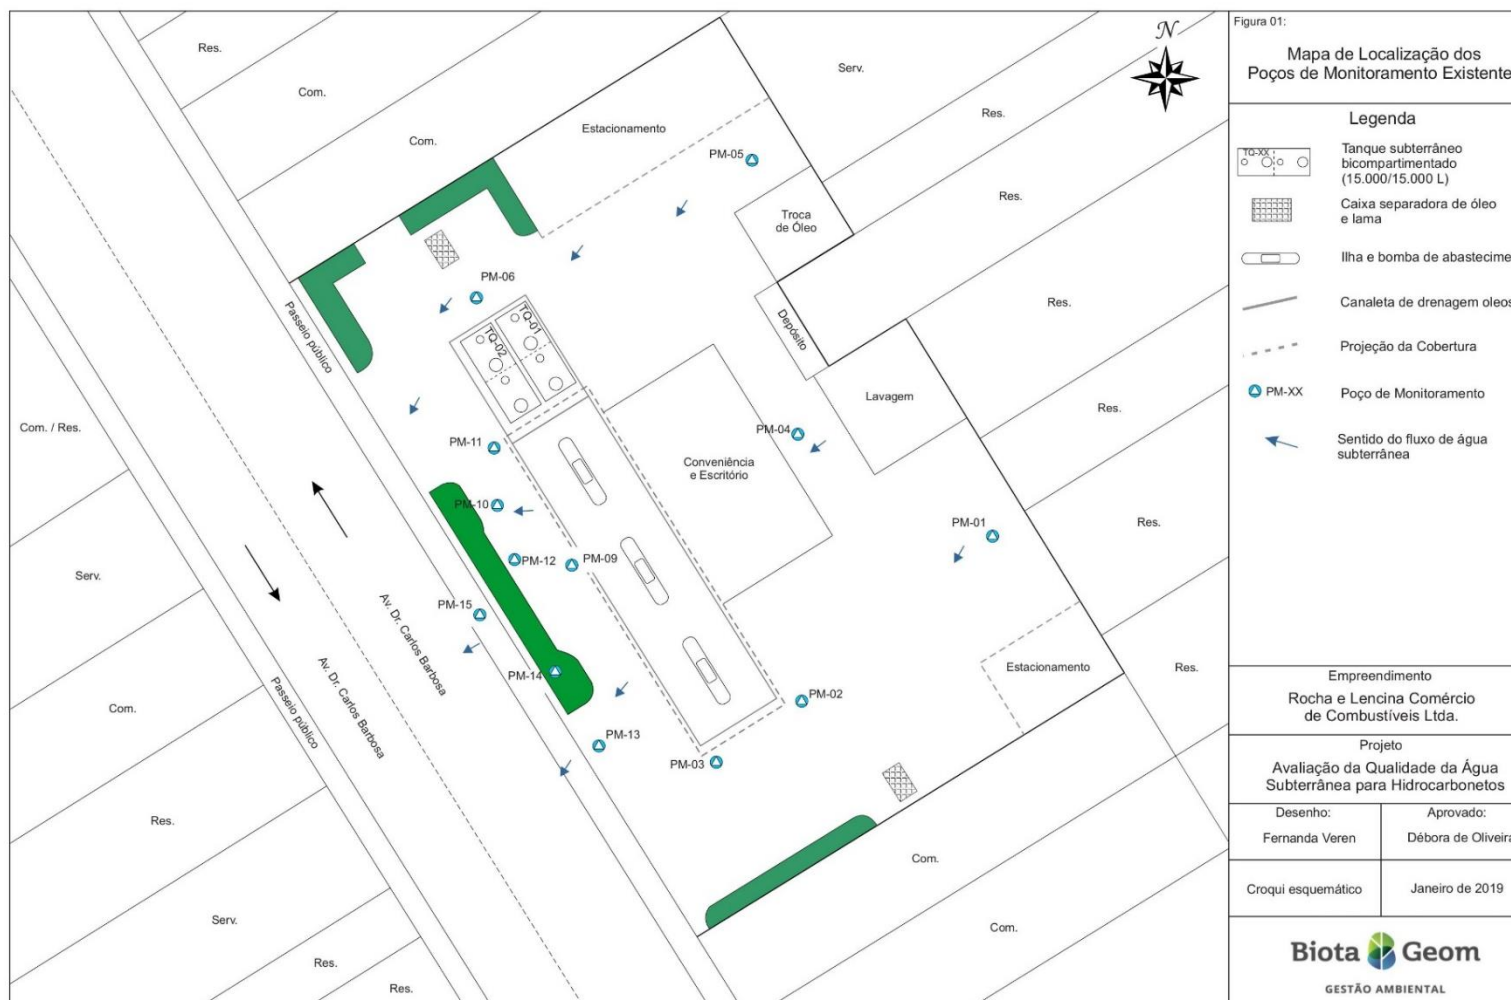 Figura 01:
Mapa de Localização dos
Poços de Monitoramento Existente
Legenda
TQ-XX
Tanque subterrâneo
bicompartimentado
(15.000/15.000 L)
Caixa separadora de óleo
e lama
Ilha e bomba de abastecime
Canaleta de drenagem oleos
Projeção da Cobertura
PM-XX
Poço de Monitoramento
Sentido do fluxo de água
subterrânea
Empreendimento
Rocha e Lencina Comércio
de Combustíveis Ltda.
Projeto
Avaliação da Qualidade da Água
Subterrânea para Hidrocarbonetos
Desenho:
Fernanda Veren
Aprovado:
Débora de Oliveira
Croqui esquemático
Janeiro de 2019
Biota Geom
GESTÃO AMBIENTAL
N
Res.
Com.
Com.
Estacionamento
Serv.
Res.
Res.
Res.
Res.
Res.
Res.
PM-05
Troca
de Óleo
PM-06
TQ-01
TQ-02
Depósito
Lavagem
Passeio público
Com. / Res.
PM-11
PM-04
Conveniência
e Escritório
PM-10
PM-01
PM-12
PM-09
Serv.
PM-15
Av. Dr. Carlos Barbosa
Av. Dr. Carlos Barbosa
PM-14
Estacionamento
PM-02
PM-13
PM-03
Com.
Passeio público
Res.
Com.
Serv.
Com.
Res.
Res.